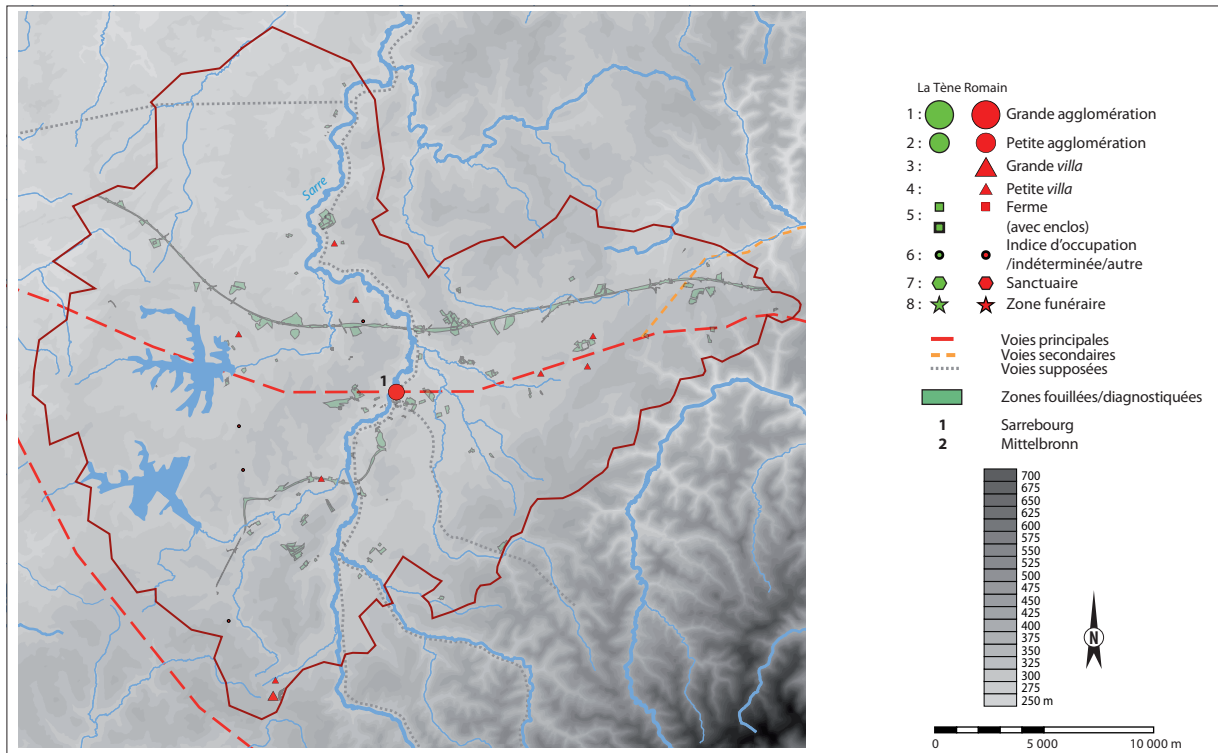 Sarre
1
La Tène Romain
1 : Grande agglomération
2 : Petite agglomération
3 : Grande villa
4 : Petite villa
5 : Ferme
(avec enclos)
6 : Indice d'occupation
/indéterminée/autre
7 : Sanctuaire
8 : Zone funéraire
Voies principales
Voies secondaires
Voies supposées
Zones fouillées/diagnostiquées
1 Sarrebourg
2 Mittelbronn
700
675
650
625
600
575
550
525
500
475
450
425
400
375
350
325
300
275
250 m
N
0 5 000 10 000 m